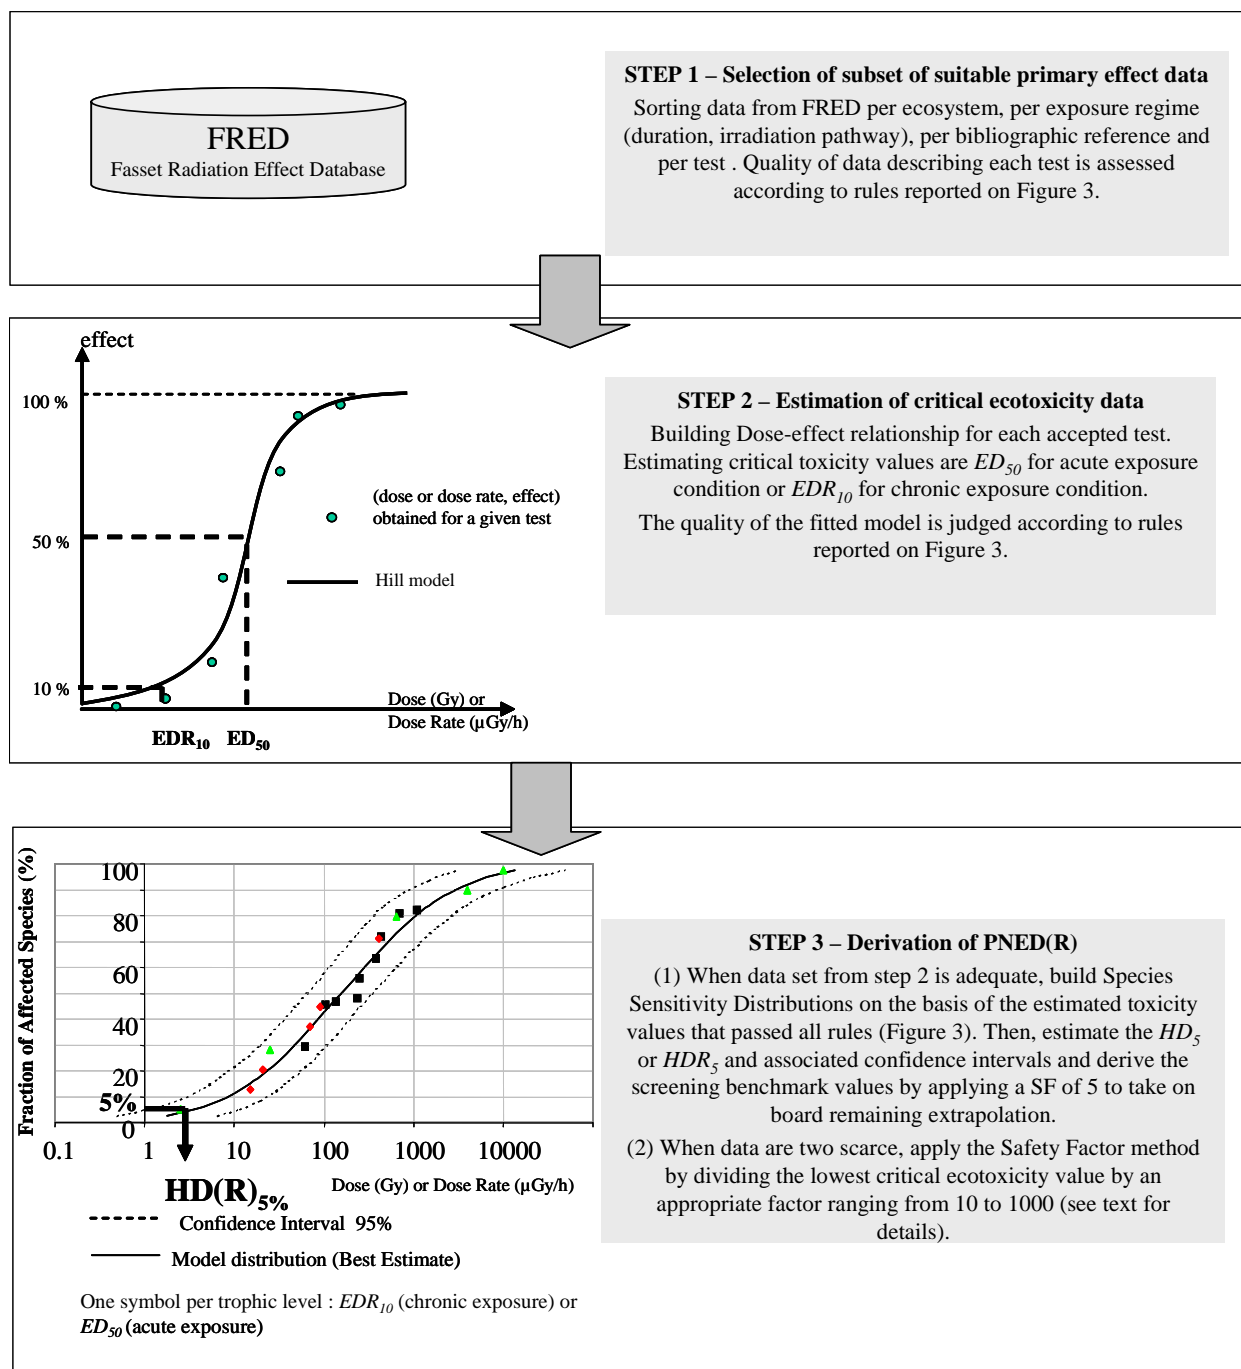 FRED
Fasset Radiation Effect Database
STEP 1 – Selection of subset of suitable primary effect data
Sorting data from FRED per ecosystem, per exposure regime
(duration, irradiation pathway), per bibliographic reference and
per test . Quality of data describing each test is assessed
according to rules reported on Figure 3.
effect
100 %
50 %
10 %
(dose or dose rate, effect)
obtained for a given test
Hill model
Dose (Gy) or
Dose Rate (µGy/h)
EDR10 ED50
STEP 2 – Estimation of critical ecotoxicity data
Building Dose-effect relationship for each accepted test.
Estimating critical toxicity values are ED50 for acute exposure
condition or EDR10 for chronic exposure condition.
The quality of the fitted model is judged according to rules
reported on Figure 3.
Fraction of Affected Species (%)
100
80
60
40
20
5%
0
0.1 1 10 100 1000 10000
HD(R)5% Dose (Gy) or Dose Rate (µGy/h)
Confidence Interval 95%
Model distribution (Best Estimate)
One symbol per trophic level : EDR10 (chronic exposure) or
ED50 (acute exposure)
STEP 3 – Derivation of PNED(R)
(1) When data set from step 2 is adequate, build Species
Sensitivity Distributions on the basis of the estimated toxicity
values that passed all rules (Figure 3). Then, estimate the HD5
or HDR5 and associated confidence intervals and derive the
screening benchmark values by applying a SF of 5 to take on
board remaining extrapolation.
(2) When data are two scarce, apply the Safety Factor method
by dividing the lowest critical ecotoxicity value by an
appropriate factor ranging from 10 to 1000 (see text for
details).